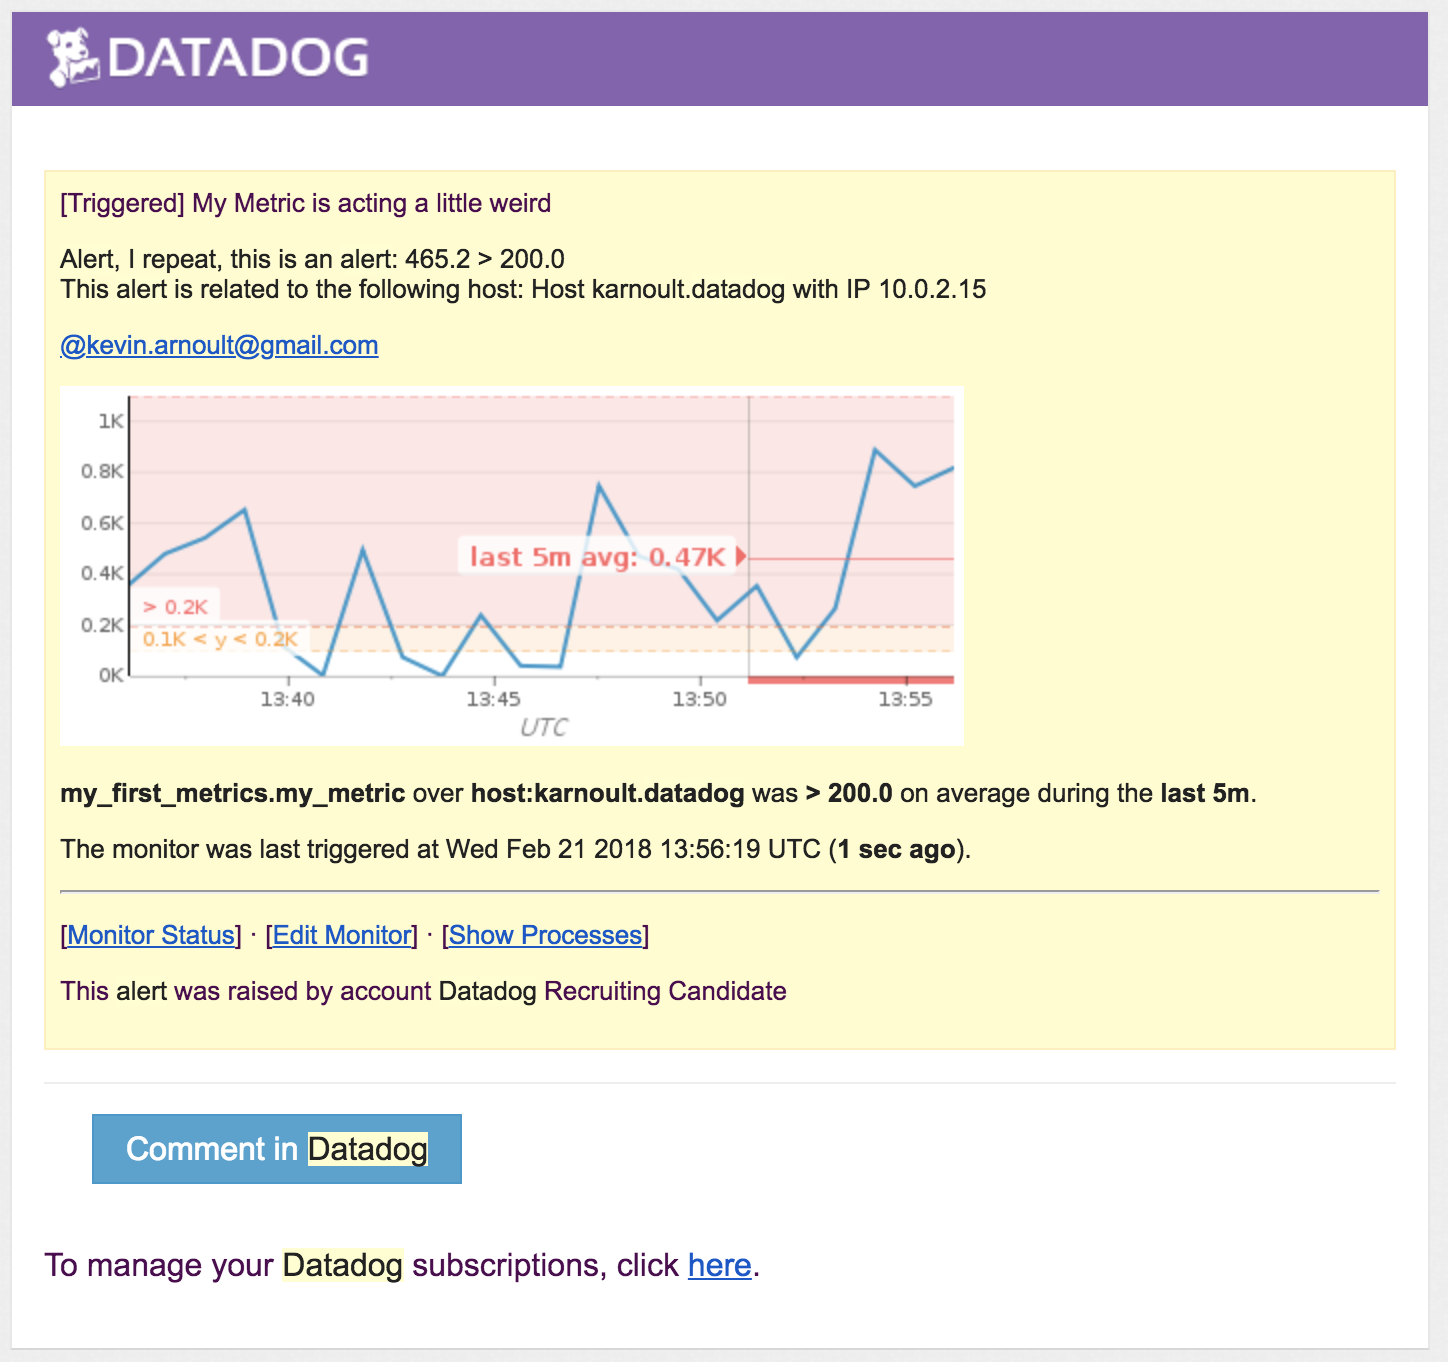 DATADOG
[Triggered] My Metric is acting a little weird
Alert, I repeat, this is an alert: 465.2 > 200.0
This alert is related to the following host: Host karnoult.datadog with IP 10.0.2.15
@kevin.arnoult@gmail.com
1K
0.8K
0.6K
last 5m avg: 0.47K
0.4K
> 0.2K
0.2K
0.1K < y < 0.2K
0K
13:40 13:45 13:50 13:55
UTC
my_first_metrics.my_metric over host:karnoult.datadog was > 200.0 on average during the last 5m.
The monitor was last triggered at Wed Feb 21 2018 13:56:19 UTC (1 sec ago).
[Monitor Status] · [Edit Monitor] · [Show Processes]
This alert was raised by account Datadog Recruiting Candidate
Comment in Datadog
To manage your Datadog subscriptions, click here.